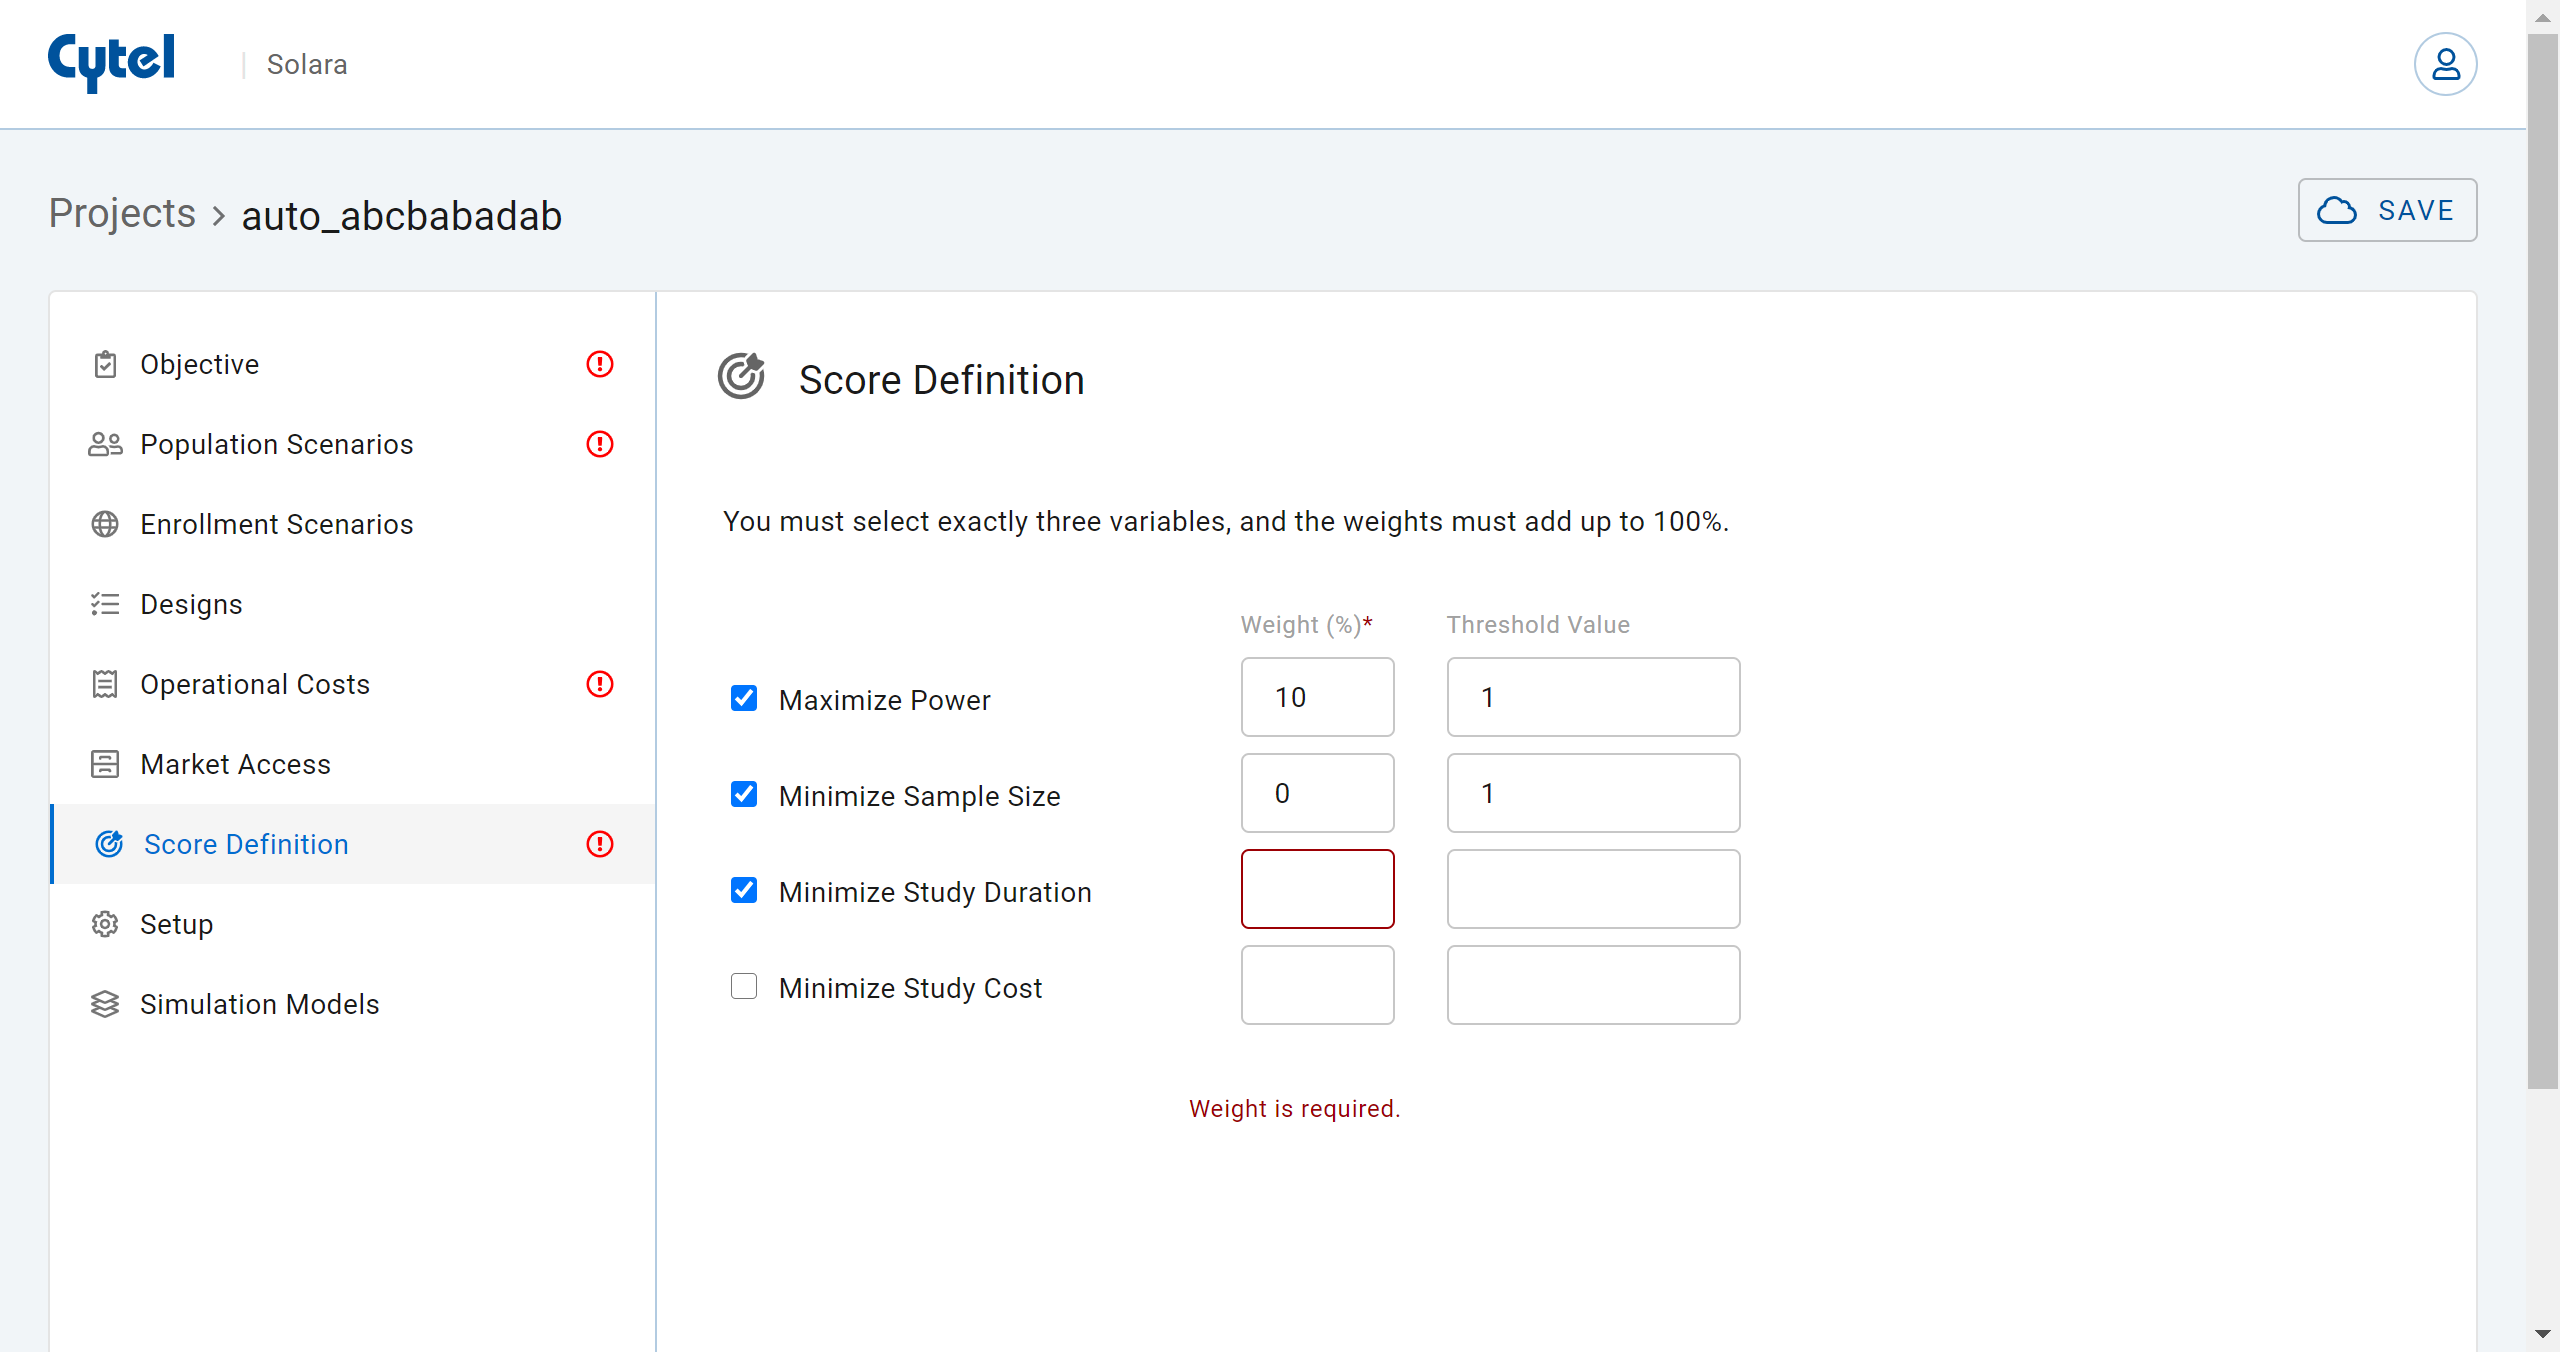 Cytel
Solara
Projects > auto_abcbabadab
SAVE
Objective
Population Scenarios
Enrollment Scenarios
Designs
Operational Costs
Market Access
Score Definition
Setup
Simulation Models
Score Definition
You must select exactly three variables, and the weights must add up to 100%.
Weight (%)* Threshold Value
Maximize Power 10 1
Minimize Sample Size 0 1
Minimize Study Duration
Minimize Study Cost
Weight is required.